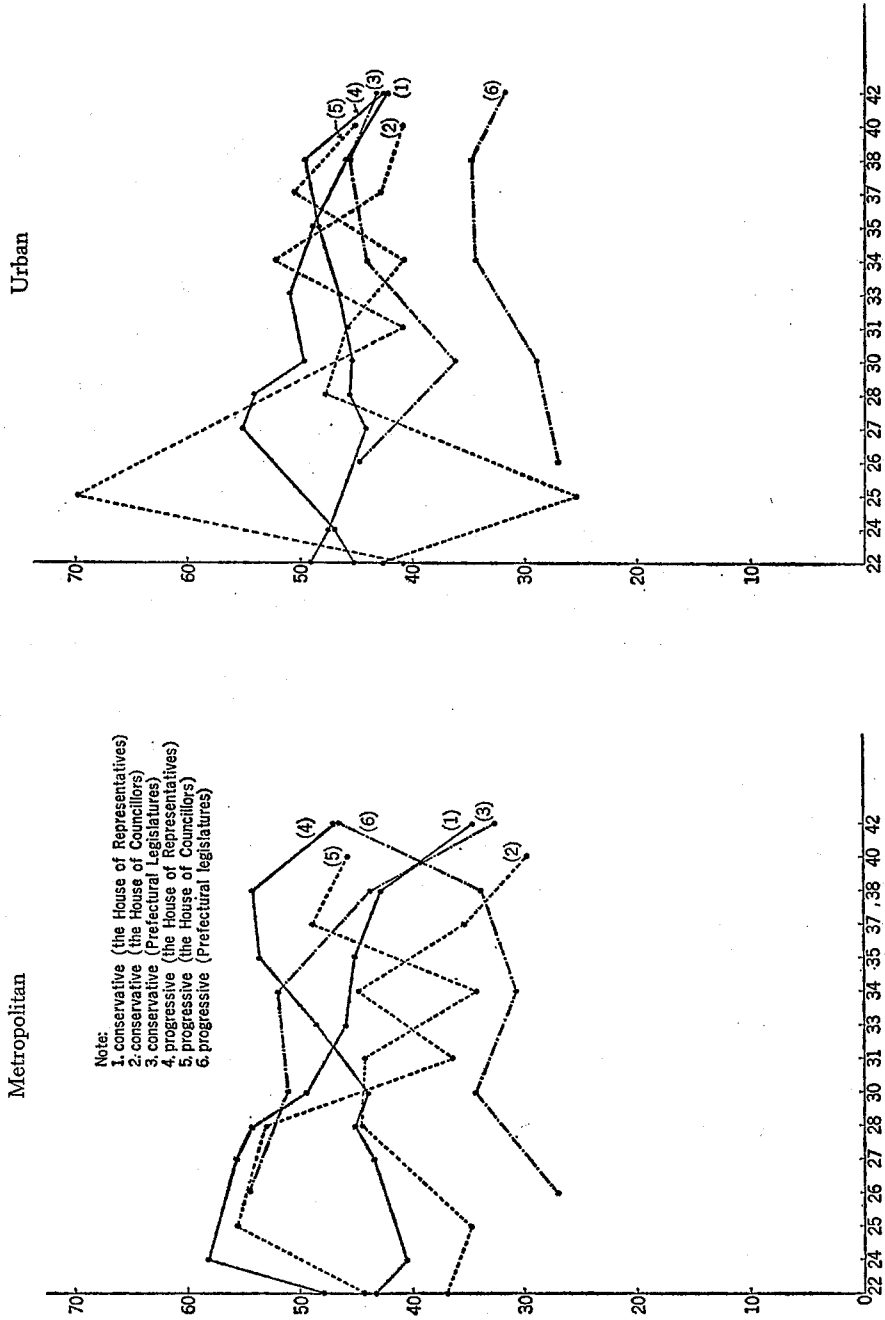 Metropolitan
Note:
1. conservative (the House of Representatives)
2. conservative (the House of Councillors)
3. conservative (Prefectural Legislatures)
4. progressive (the House of Representatives)
5. progressive (the House of Councillors)
6. progressive (Prefectural legislatures)
70
60
50
40
30
20
10
0
(4)
(5)
(6)
(1)
(3)
(2)
22 24 25 26 27 28 30 31 33 34 35 37 38 40 42
Urban
70
60
50
40
30
20
10
0
(5)
(4)
(3)
(1)
(2)
(6)
22 24 25 26 27 28 30 31 33 34 35 37 38 40 42